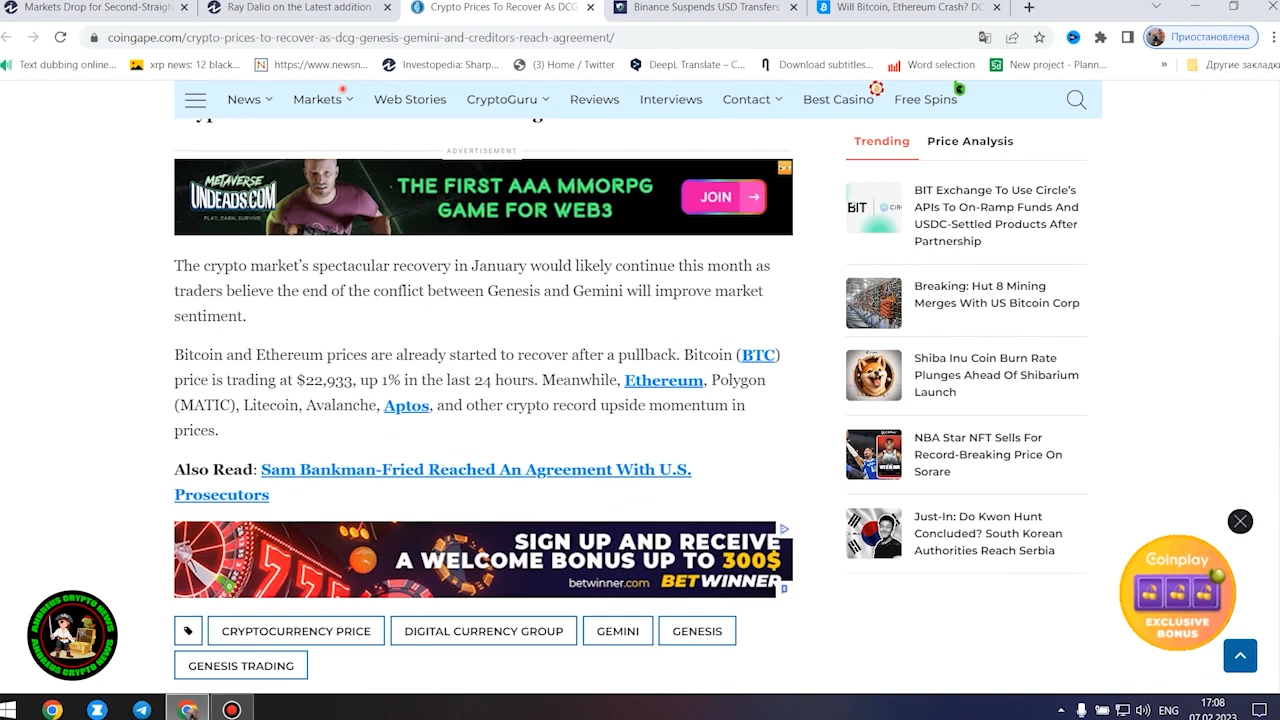 Markets Drop for Second-Straigh
Ray Dalio on the Latest addition
Crypto Prices To Recover As DCG
Binance Suspends USD Transfers
Will Bitcoin, Ethereum Crash? DC
coingape.com/crypto-prices-to-recover-as-dcg-genesis-gemini-and-creditors-reach-agreement/
Приостановлена
Text dubbing online...
xrp news: 12 black...
https://www.newsn...
Investopedia: Sharp...
(3) Home / Twitter
DeepL Translate – C...
Download subtitles...
Word selection
New project - Plann...
»
Другие закладки
News
Markets
Web Stories
CryptoGuru
Reviews
Interviews
Contact
Best Casino
Free Spins
ADVERTISEMENT
METAVERSE
UNDEADS.COM
PLAY, EARN, SURVIVE
THE FIRST AAA MMORPG
GAME FOR WEB3
JOIN
The crypto market’s spectacular recovery in January would likely continue this month as
traders believe the end of the conflict between Genesis and Gemini will improve market
sentiment.
Bitcoin and Ethereum prices are already started to recover after a pullback. Bitcoin (BTC)
price is trading at $22,933, up 1% in the last 24 hours. Meanwhile, Ethereum, Polygon
(MATIC), Litecoin, Avalanche, Aptos, and other crypto record upside momentum in
prices.
Also Read: Sam Bankman-Fried Reached An Agreement With U.S.
Prosecutors
SIGN UP AND RECEIVE
A WELCOME BONUS UP TO 300$
betwinner.com BETWINNER
CRYPTOCURRENCY PRICE
DIGITAL CURRENCY GROUP
GEMINI
GENESIS
GENESIS TRADING
Trending
Price Analysis
BIT
CIR
BIT Exchange To Use Circle’s
APIs To On-Ramp Funds And
USDC-Settled Products After
Partnership
Breaking: Hut 8 Mining
Merges With US Bitcoin Corp
Shiba Inu Coin Burn Rate
Plunges Ahead Of Shibarium
Launch
NBA Star NFT Sells For
Record-Breaking Price On
Sorare
Just-In: Do Kwon Hunt
Concluded? South Korean
Authorities Reach Serbia
Coinplay
EXCLUSIVE
BONUS
ANDREUS CRYPTO NEWS
ANDREUS CRYPTO NEWS
ENG
17:08
07.02.2023